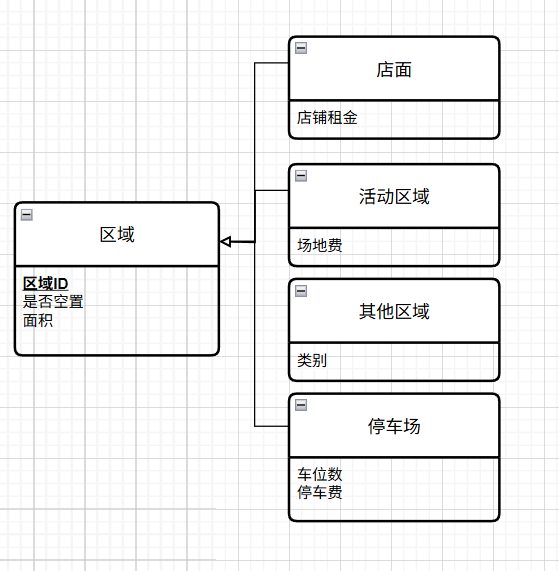 店面
店铺租金
活动区域
场地费
区域
区域ID
是否空置
面积
其他区域
类别
停车场
车位数
停车费